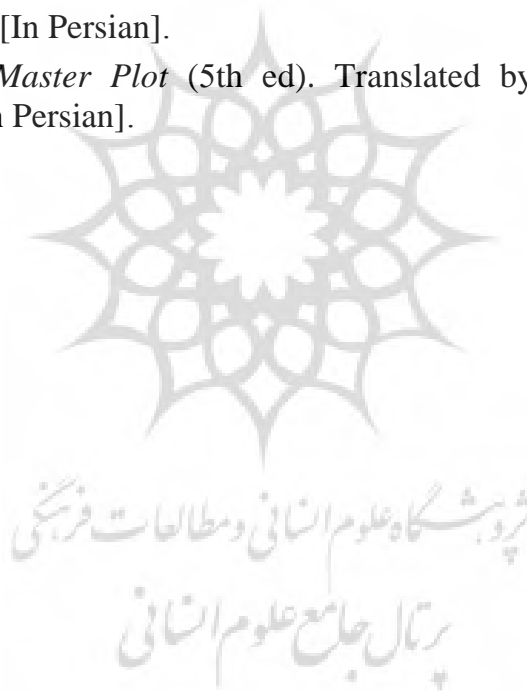 [In Persian].
Master Plot (5th ed). Translated by
n Persian].
پژوهشگاه علوم انسانی و مطالعات فرهنگی
پرتال جامع علوم انسانی